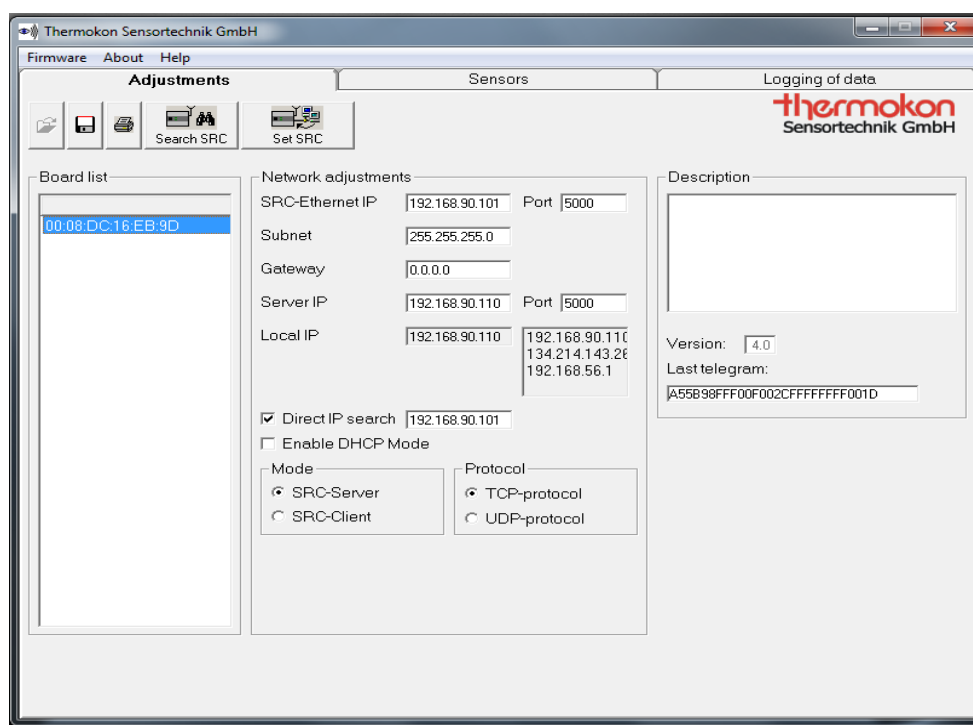 Thermokon Sensortechnik GmbH
Firmware About Help
Adjustments Sensors Logging of data
Search SRC Set SRC
thermokon
Sensortechnik GmbH
Board list
00:08:DC:16:EB:9D
Network adjustments
SRC-Ethernet IP 192.168.90.101 Port 5000
Subnet 255.255.255.0
Gateway 0.0.0.0
Server IP 192.168.90.110 Port 5000
Local IP 192.168.90.110
192.168.90.110
134.214.143.26
192.168.56.1
Direct IP search 192.168.90.101
Enable DHCP Mode
Mode
SRC-Server
SRC-Client
Protocol
TCP-protocol
UDP-protocol
Description
Version: 4.0
Last telegram:
A55B98FFF00F002CFFFFFFFF001D